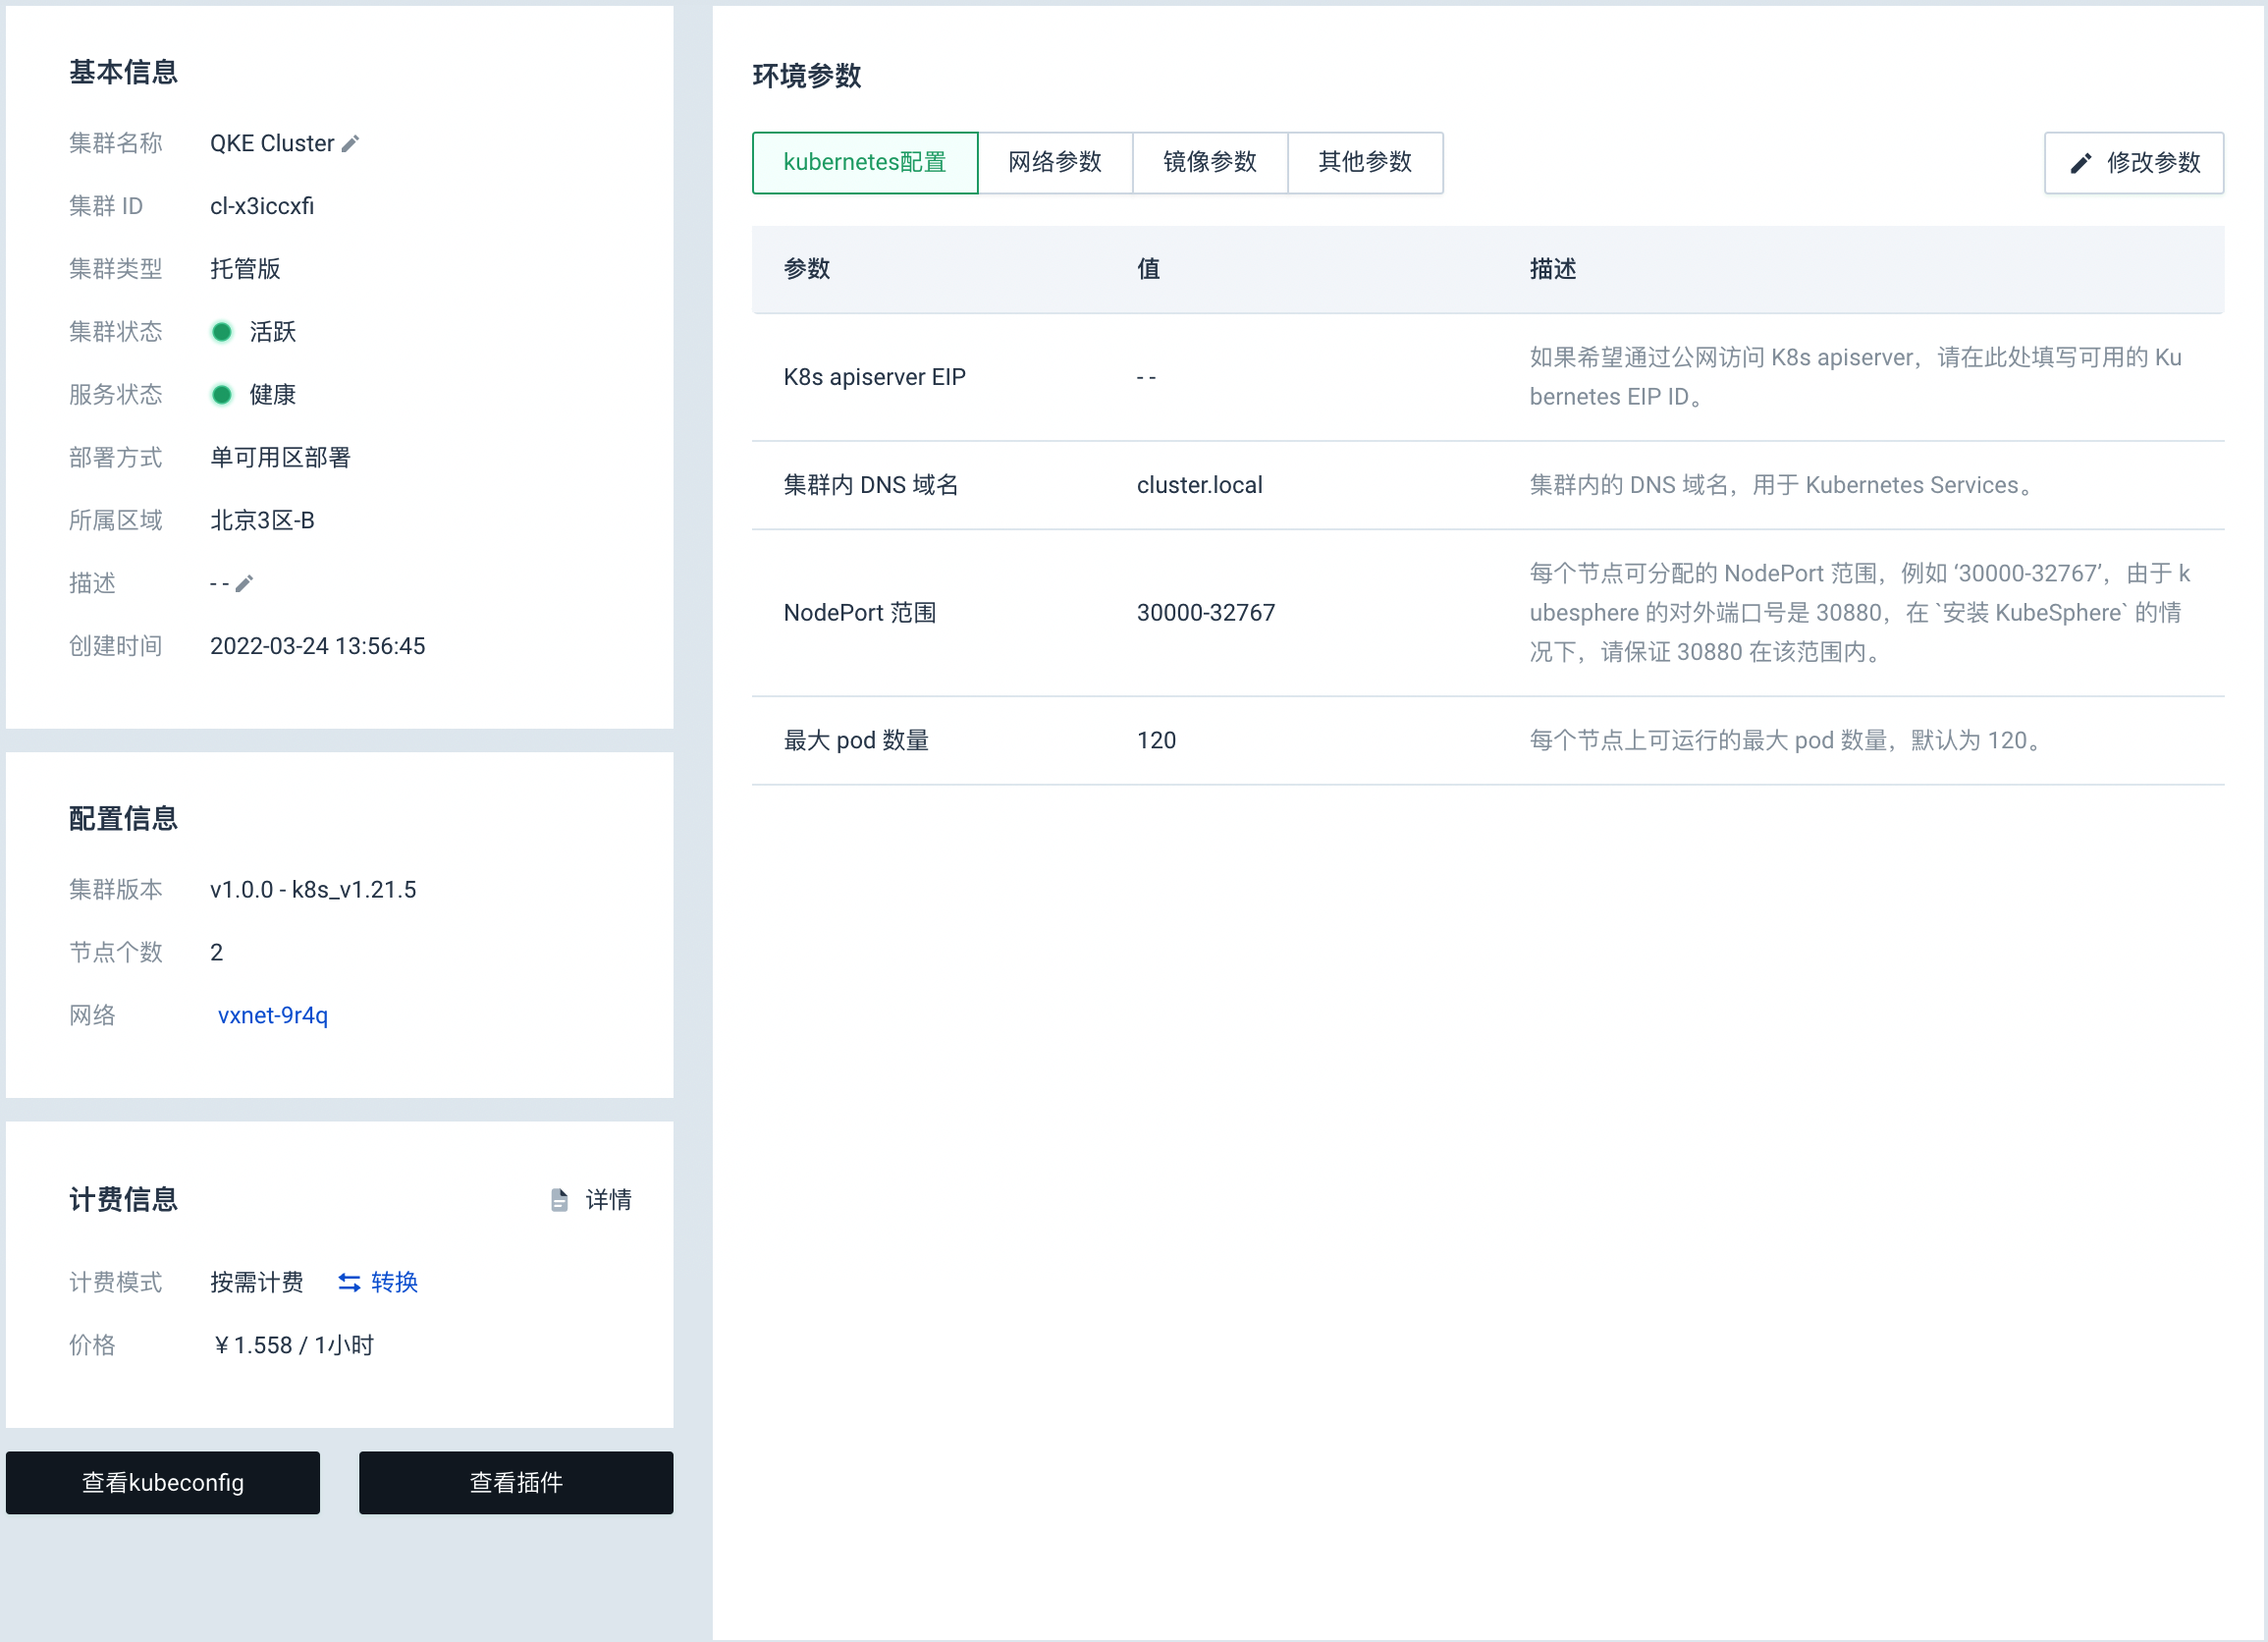 基本信息
集群名称 QKE Cluster
集群 ID cl-x3iccxfi
集群类型 托管版
集群状态 活跃
服务状态 健康
部署方式 单可用区部署
所属区域 北京3区-B
描述 --
创建时间 2022-03-24 13:56:45
配置信息
集群版本 v1.0.0 - k8s_v1.21.5
节点个数 2
网络 vxnet-9r4q
计费信息 详情
计费模式 按需计费 转换
价格 ¥ 1.558 / 1小时
查看kubeconfig 查看插件
环境参数
kubernetes配置 网络参数 镜像参数 其他参数 修改参数
参数 值 描述
K8s apiserver EIP -- 如果希望通过公网访问 K8s apiserver，请在此处填写可用的 Ku
bernetes EIP ID。
集群内 DNS 域名 cluster.local 集群内的 DNS 域名，用于 Kubernetes Services。
每个节点可分配的 NodePort 范围，例如 ‘30000-32767’，由于 k
NodePort 范围 30000-32767 ubesphere 的对外端口号是 30880，在 `安装 KubeSphere` 的情
况下，请保证 30880 在该范围内。
最大 pod 数量 120 每个节点上可运行的最大 pod 数量，默认为 120。